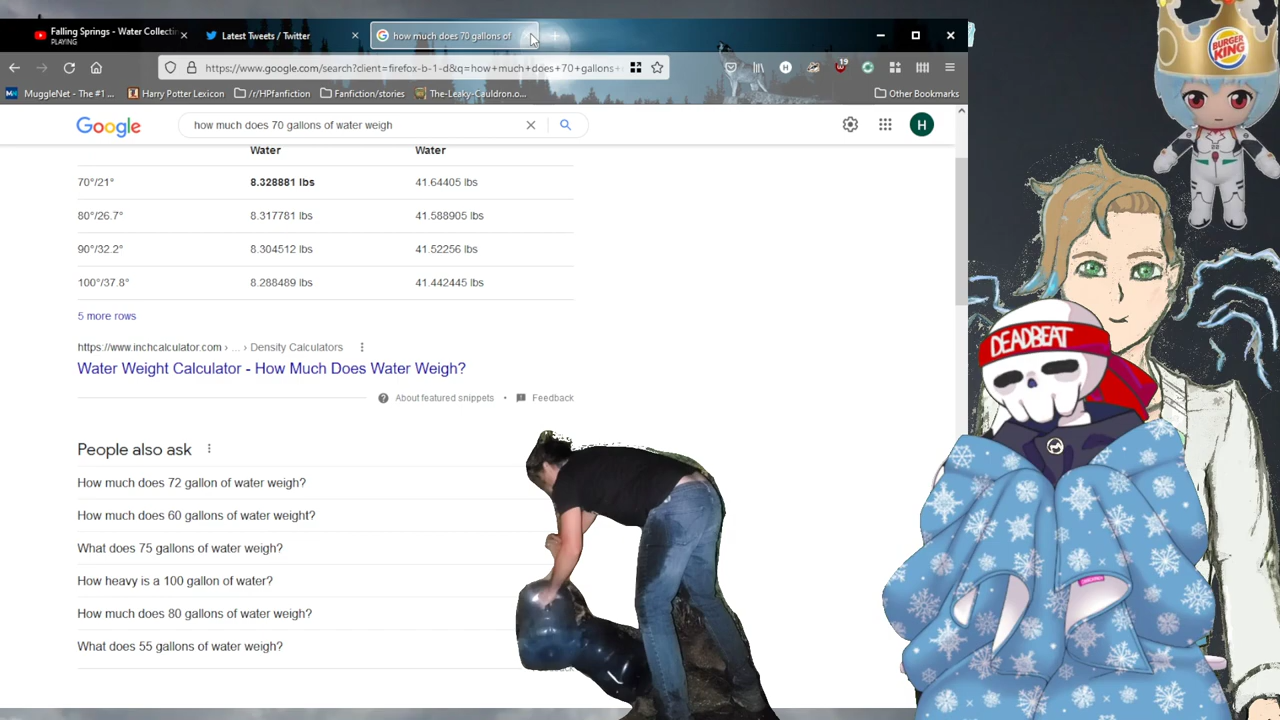 Falling Springs - Water Collectin
PLAYING
Latest Tweets / Twitter
how much does 70 gallons of
https://www.google.com/search?client=firefox-b-1-d&q=how+much+does+70+gallons+
19
MuggleNet - The #1 ...
Harry Potter Lexicon
/r/HPfanfiction
Fanfiction/stories
The-Leaky-Cauldron.o...
Other Bookmarks
Google
how much does 70 gallons of water weigh
H
Water Water
70°/21° 8.328881 lbs 41.64405 lbs
80°/26.7° 8.317781 lbs 41.588905 lbs
90°/32.2° 8.304512 lbs 41.52256 lbs
100°/37.8° 8.288489 lbs 41.442445 lbs
5 more rows
https://www.inchcalculator.com › ... › Density Calculators
Water Weight Calculator - How Much Does Water Weigh?
About featured snippets • Feedback
People also ask
How much does 72 gallon of water weigh?
How much does 60 gallons of water weight?
What does 75 gallons of water weigh?
How heavy is a 100 gallon of water?
How much does 80 gallons of water weigh?
What does 55 gallons of water weigh?
BURGER
KING
DEADBEAT